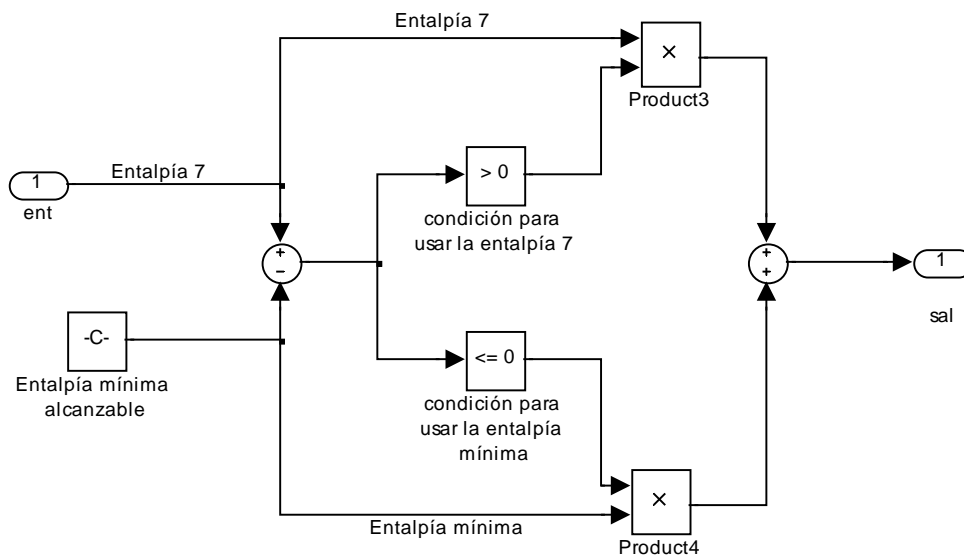 Entalpía 7
×
Product3
Entalpía 7
1
ent
> 0
condición para
usar la entalpía 7
+
−
+
+
1
sal
-C-
Entalpía mínima
alcanzable
<= 0
condición para
usar la entalpía
mínima
×
Entalpía mínima
Product4